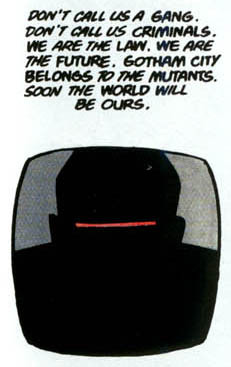 DON'T CALL US A GANG.
DON'T CALL US CRIMINALS.
WE ARE THE LAW. WE ARE
THE FUTURE. GOTHAM CITY
BELONGS TO THE MUTANTS.
SOON THE WORLD WILL
BE OURS.